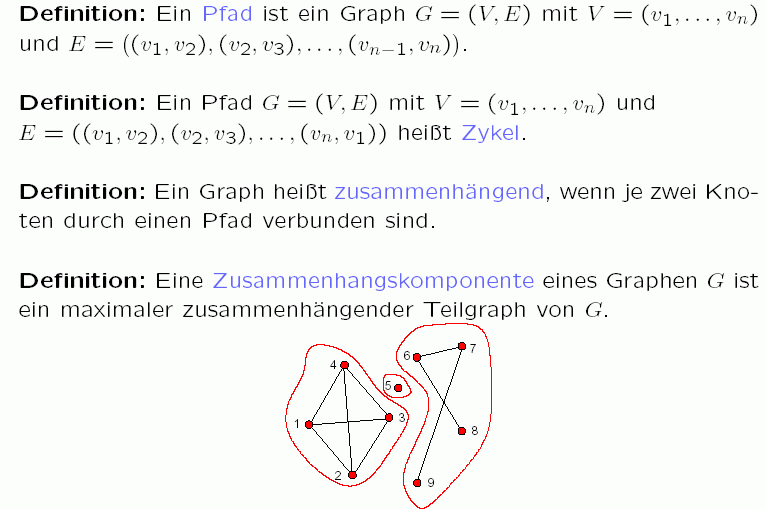 Definition: Ein Pfad ist ein Graph G = (V, E) mit V = (v₁, . . . , vₙ)
und E = ((v₁, v₂), (v₂, v₃), . . . , (vₙ₋₁, vₙ)).
Definition: Ein Pfad G = (V, E) mit V = (v₁, . . . , vₙ) und
E = ((v₁, v₂), (v₂, v₃), . . . , (vₙ, v₁)) heißt Zykel.
Definition: Ein Graph heißt zusammenhängend, wenn je zwei Kno-
ten durch einen Pfad verbunden sind.
Definition: Eine Zusammenhangskomponente eines Graphen G ist
ein maximaler zusammenhängender Teilgraph von G.
4
6
7
5
1
3
8
2
9